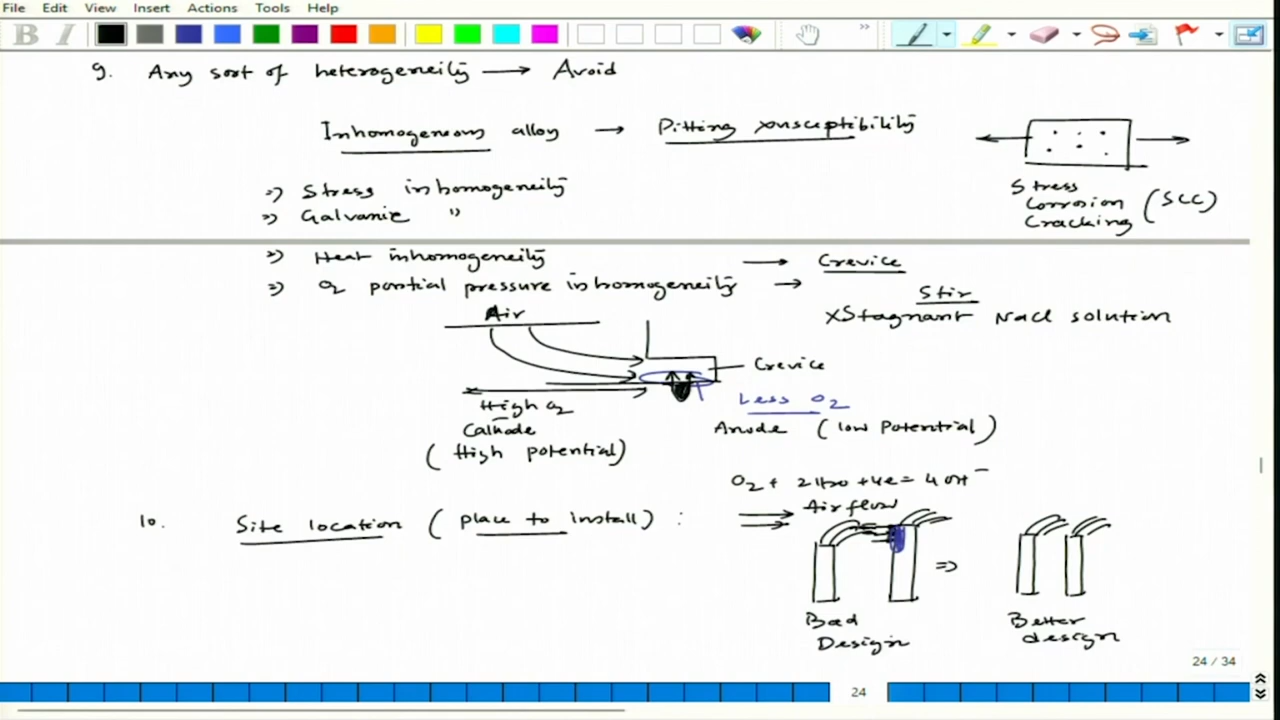 File Edit View Insert Actions Tools Help
9. Any sort of heterogeneity → Avoid
Inhomogeneous alloy → Pitting susceptibility
⇒ Stress inhomogeneity
⇒ Galvanic "
Stress
Corrosion (SCC)
Cracking
⇒ Heat inhomogeneity → Crevice
⇒ O2 partial pressure inhomogeneity →
Stir
xStagnant NaCl solution
Air
Crevice
High O2
Less O2
Cathode
Anode (low Potential)
(High potential)
O2 + 2H2O + 4e = 4OH-
10. Site location (place to install) :
Air flow
⇒
Bad
Design
Better
design
24 / 34
24